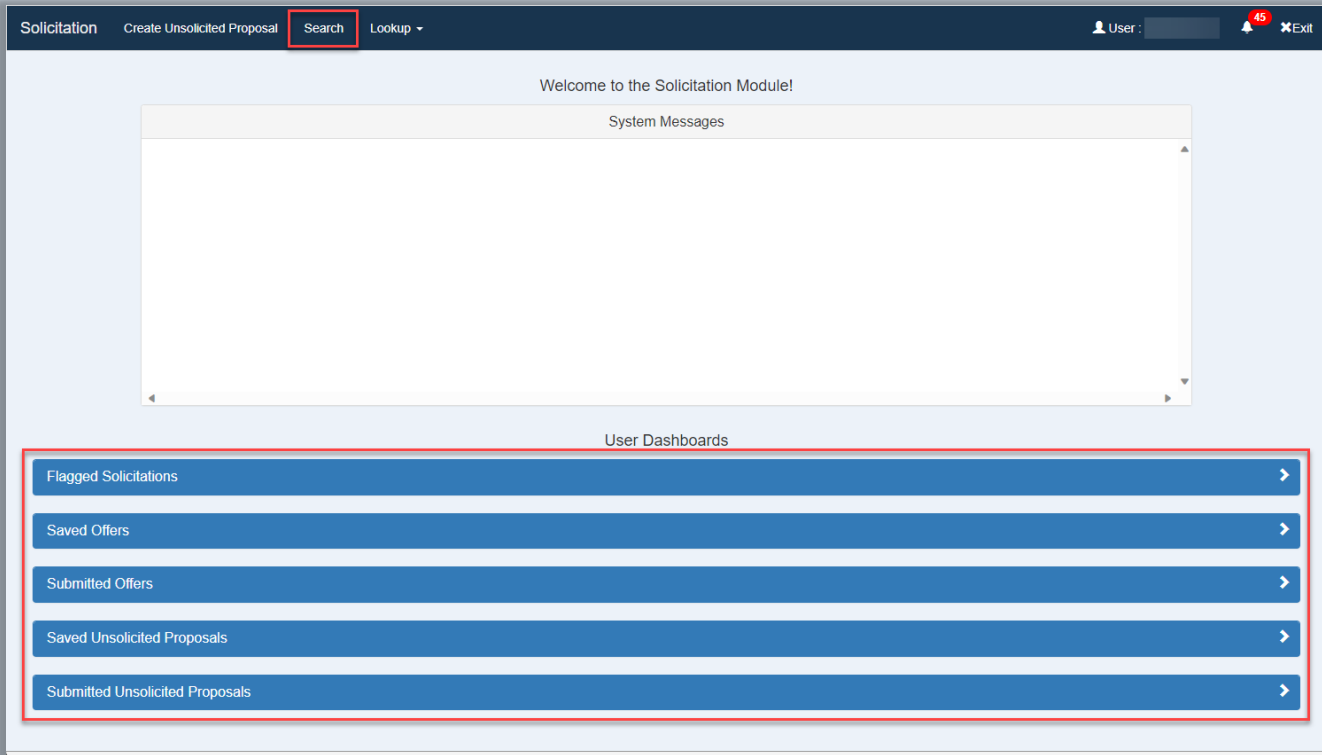 Solicitation Create Unsolicited Proposal Search Lookup User : 45 Exit
Welcome to the Solicitation Module!
System Messages
User Dashboards
Flagged Solicitations
Saved Offers
Submitted Offers
Saved Unsolicited Proposals
Submitted Unsolicited Proposals